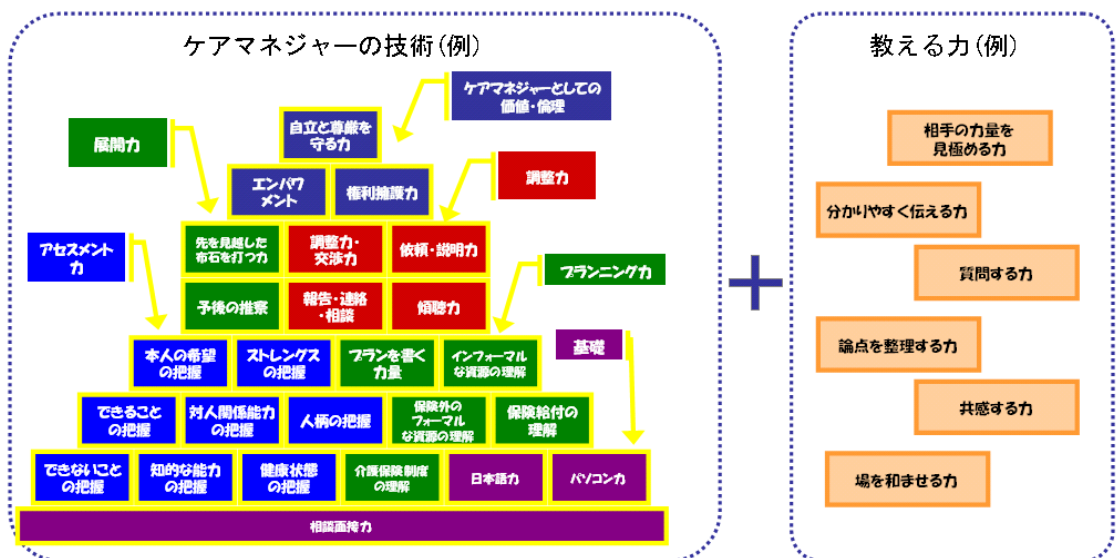 ケアマネジャーの技術(例)
ケアマネジャーとしての
価値・倫理
展開力
自立と尊厳を
守る力
エンパワ
メント
権利擁護力
調整力
アセスメント
力
先を見越した
布石を打つ力
調整力・
交渉力
依頼・説明力
プランニング力
予後の推察
報告・連絡
・相談
傾聴力
基礎
本人の希望
の把握
ストレングス
の把握
プランを書く
力量
インフォーマル
な資源の理解
できること
の把握
対人関係能力
の把握
人柄の把握
保険外の
フォーマル
な資源の理解
保険給付の
理解
できないこと
の把握
知的な能力
の把握
健康状態
の把握
介護保険制度
の理解
日本語力
パソコン力
相談面接力
+
教える力(例)
相手の力量を
見極める力
分かりやすく伝える力
質問する力
論点を整理する力
共感する力
場を和ませる力